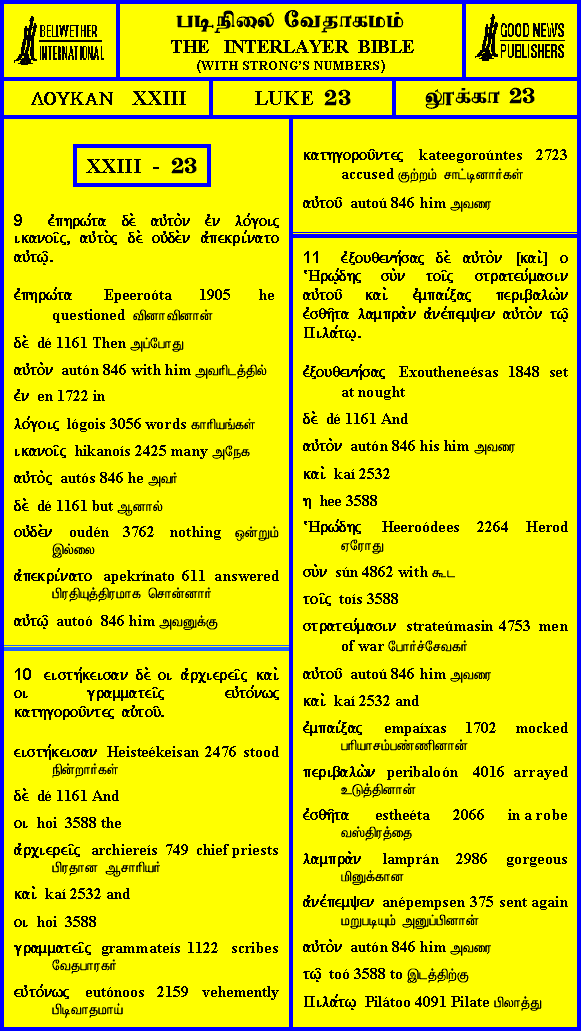 BELLWETHER
INTERNATIONAL
படிநிலை வேதாகமம்
THE INTERLAYER BIBLE
(WITH STRONG'S NUMBERS)
GOOD NEWS
PUBLISHERS
ΛΟΥΚΑΝ XXIII
LUKE 23
லூக்கா 23
XXIII - 23
9 ἐπηρώτα δὲ αὐτὸν ἐν λόγοις
ικανοῖς, αὐτὸς δὲ οὐδὲν ἀπεκρίνατο
αὐτῷ.
ἐπηρώτα Epeeroóta 1905 he
questioned வினாவினான்
δὲ dé 1161 Then அப்போது
αὐτὸν autón 846 with him அவரிடத்தில்
ἐν en 1722 in
λόγοις lógois 3056 words காரியங்கள்
ικανοῖς hikanoís 2425 many அநேக
αὐτὸς autós 846 he அவர்
δὲ dé 1161 but ஆனால்
οὐδὲν oudén 3762 nothing ஒன்றும்
இல்லை
ἀπεκρίνατο apekrínato 611 answered
பிரதியுத்திரமாக சொன்னார்
αὐτῷ autoó 846 him அவனுக்கு
10 ειστήκεισαν δὲ οι ἀρχιερεῖς καὶ
οι γραμματεῖς εὐτόνως
κατηγοροῦντες αὐτοῦ.
ειστήκεισαν Heisteékeisan 2476 stood
நின்றார்கள்
δὲ dé 1161 And
οι hoi 3588 the
ἀρχιερεῖς archiereís 749 chief priests
பிரதான ஆசாரியர்
καὶ kaí 2532 and
οι hoi 3588
γραμματεῖς grammateís 1122 scribes
வேதபாரகர்
εὐτόνως eutónoos 2159 vehemently
பிடிவாதமாய்
κατηγοροῦντες kateegoroúntes 2723
accused குற்றம் சாட்டினார்கள்
αὐτοῦ autoú 846 him அவரை
11 ἐξουθενήσας δὲ αὐτὸν [καὶ] ο
Ἡρῴδης σὺν τοῖς στρατεύμασιν
αὐτοῦ καὶ ἐμπαίξας περιβαλὼν
ἐσθῆτα λαμπρὰν ἀνέπεμψεν αὐτὸν τῷ
Πιλάτῳ.
ἐξουθενήσας Exoutheneésas 1848 set
at nought
δὲ dé 1161 And
αὐτὸν autón 846 his him அவரை
καὶ kaí 2532
η hee 3588
Ἡρῴδης Heeroódees 2264 Herod
ஏரோது
σὺν sún 4862 with கூட
τοῖς toís 3588
στρατεύμασιν strateúmasin 4753 men
of war போர்ச்சேவகர்
αὐτοῦ autoú 846 him அவரை
καὶ kaí 2532 and
ἐμπαίξας empaíxas 1702 mocked
பரியாசம்பண்ணினான்
περιβαλὼν peribaloón 4016 arrayed
உடுத்தினான்
ἐσθῆτα estheéta 2066 in a robe
வஸ்திரத்தை
λαμπρὰν lamprán 2986 gorgeous
மினுக்கான
ἀνέπεμψεν anépempsen 375 sent again
மறுபடியும் அனுப்பினான்
αὐτὸν autón 846 him அவரை
τῷ toó 3588 to இடத்திற்கு
Πιλάτῳ Pilátoo 4091 Pilate பிலாத்து